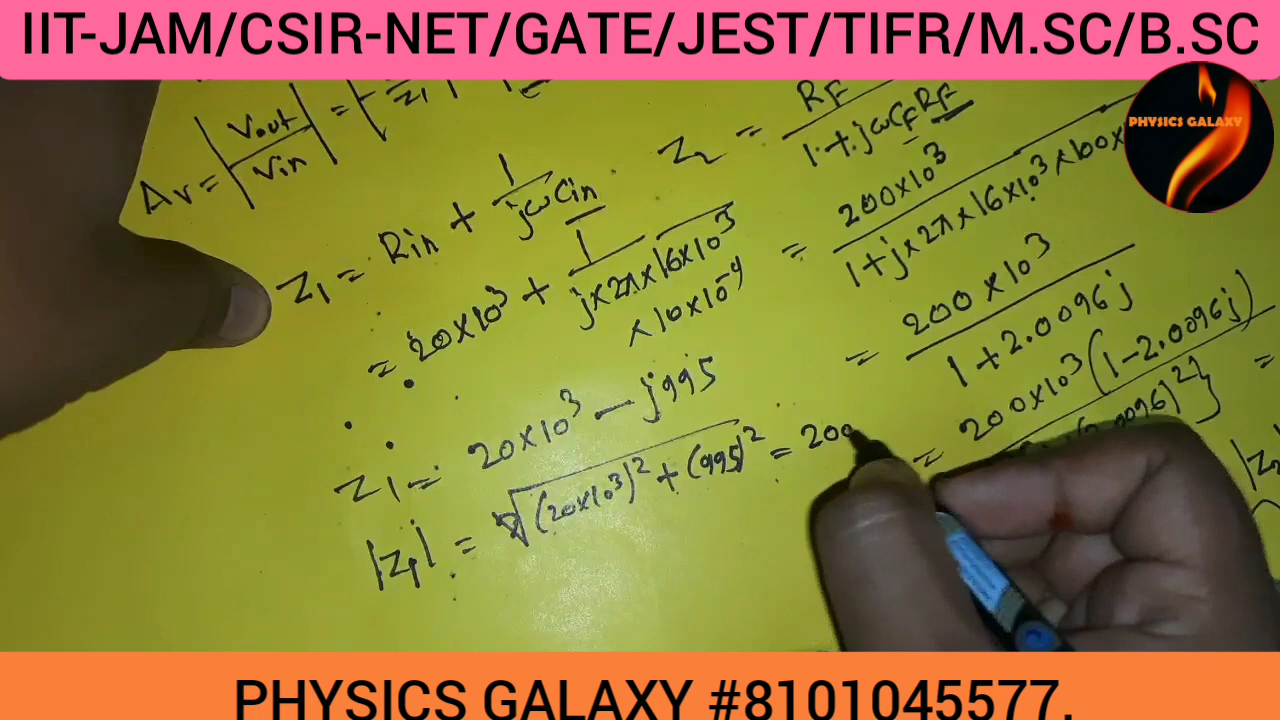 IIT-JAM/CSIR-NET/GATE/JEST/TIFR/M.SC/B.SC
PHYSICS GALAXY
Av = |Vout/Vin| =
Z1 = Rin + 1/jωCin
= 20×10³ + 1/j×2π×16×10³×10×10⁻⁹
Z1 = 20×10³ - j995
|Z1| = √(20×10³)² + (995)² = 200
Z2 = RF/1+jωCFRF
= 200×10³/1+j×2π×16×10³×100×
= 200×10³/1+2.0096j
= 200×10³(1-2.0096j)
PHYSICS GALAXY #8101045577.